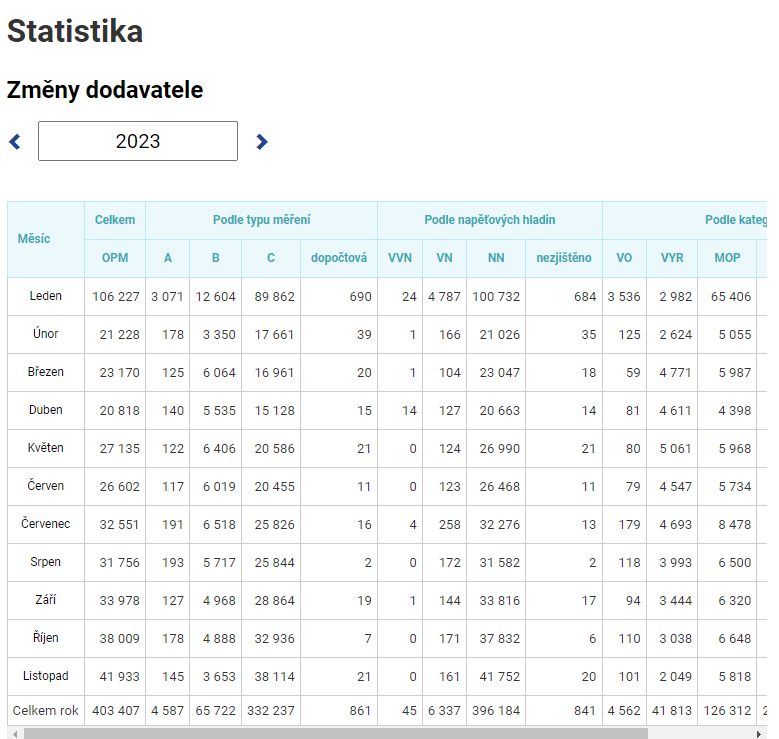 Statistika
Změny dodavatele
2023
Měsíc Celkem Podle typu měření Podle napěťových hladin Podle kateg
OPM A B C dopočtová VVN VN NN nezjištěno VO VYR MOP
Leden 106 227 3 071 12 604 89 862 690 24 4 787 100 732 684 3 536 2 982 65 406
Únor 21 228 178 3 350 17 661 39 1 166 21 026 35 125 2 624 5 055
Březen 23 170 125 6 064 16 961 20 1 104 23 047 18 59 4 771 5 987
Duben 20 818 140 5 535 15 128 15 14 127 20 663 14 81 4 611 4 398
Květen 27 135 122 6 406 20 586 21 0 124 26 990 21 80 5 061 5 968
Červen 26 602 117 6 019 20 455 11 0 123 26 468 11 79 4 547 5 734
Červenec 32 551 191 6 518 25 826 16 4 258 32 276 13 179 4 693 8 478
Srpen 31 756 193 5 717 25 844 2 0 172 31 582 2 118 3 993 6 500
Září 33 978 127 4 968 28 864 19 1 144 33 816 17 94 3 444 6 320
Říjen 38 009 178 4 888 32 936 7 0 171 37 832 6 110 3 038 6 648
Listopad 41 933 145 3 653 38 114 21 0 161 41 752 20 101 2 049 5 818
Celkem rok 403 407 4 587 65 722 332 237 861 45 6 337 396 184 841 4 562 41 813 126 312